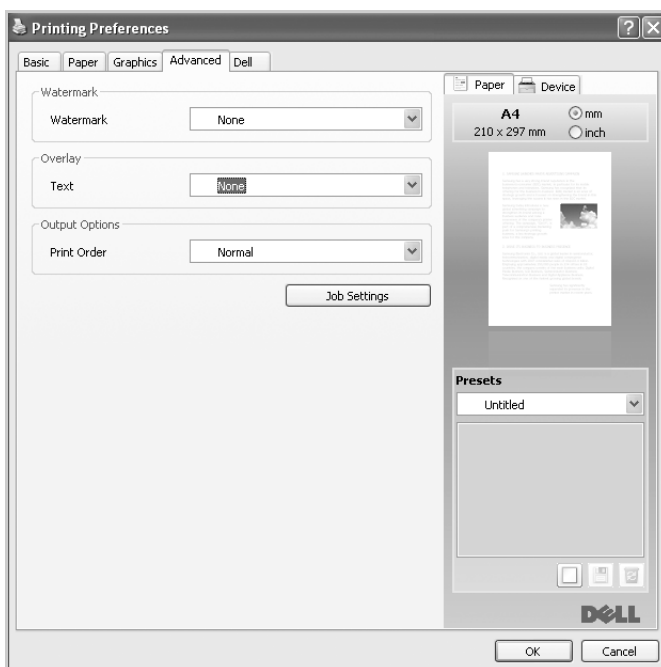 Printing Preferences
Basic Paper Graphics Advanced Dell
Watermark
Watermark None
Overlay
Text None
Output Options
Print Order Normal
Job Settings
Paper Device
A4 mm
210 x 297 mm inch
Presets
Untitled
DELL
OK Cancel